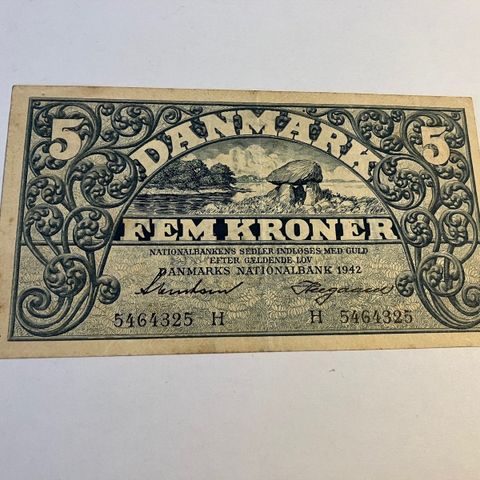 5 DANMARK 5
FEM KRONER
NATIONALBANKENS SEDLER INDLØSES MED GULD
EFTER GÆLDENDE LOV
DANMARKS NATIONALBANK 1942
5464325 H H 5464325